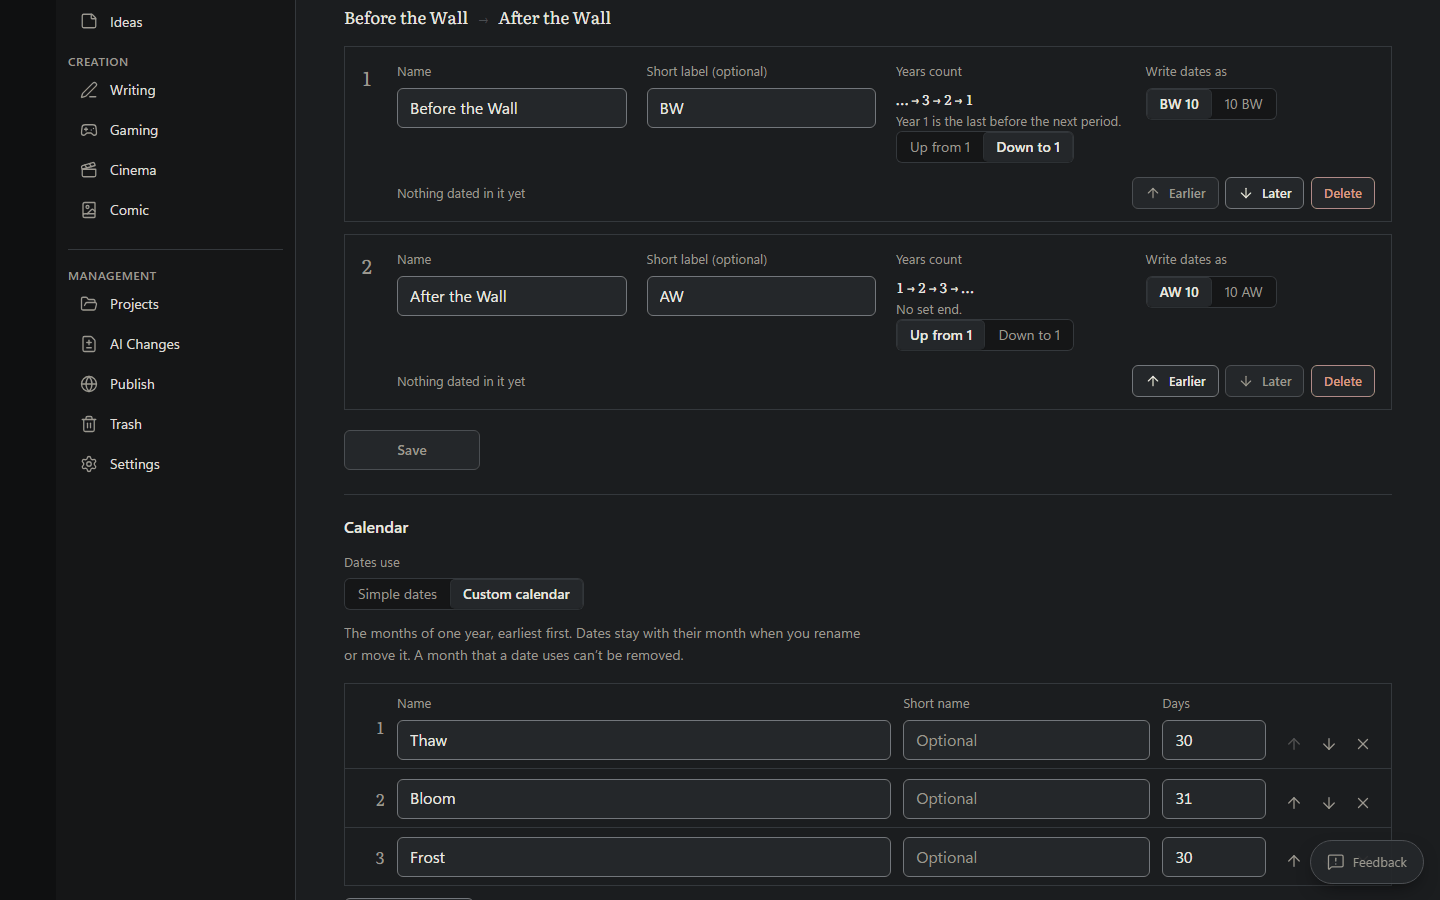 Ideas
CREATION
Writing
Gaming
Cinema
Comic
MANAGEMENT
Projects
AI Changes
Publish
Trash
Settings
Before the Wall → After the Wall
1
Name
Short label (optional)
Years count
Write dates as
Before the Wall
BW
... → 3 → 2 → 1
Year 1 is the last before the next period.
Up from 1
Down to 1
BW 10
10 BW
Nothing dated in it yet
Earlier
Later
Delete
2
Name
Short label (optional)
Years count
Write dates as
After the Wall
AW
1 → 2 → 3 → ...
No set end.
Up from 1
Down to 1
AW 10
10 AW
Nothing dated in it yet
Earlier
Later
Delete
Save
Calendar
Dates use
Simple dates
Custom calendar
The months of one year, earliest first. Dates stay with their month when you rename
or move it. A month that a date uses can't be removed.
Name
Short name
Days
1
Thaw
Optional
30
2
Bloom
Optional
31
3
Frost
Optional
30
Feedback